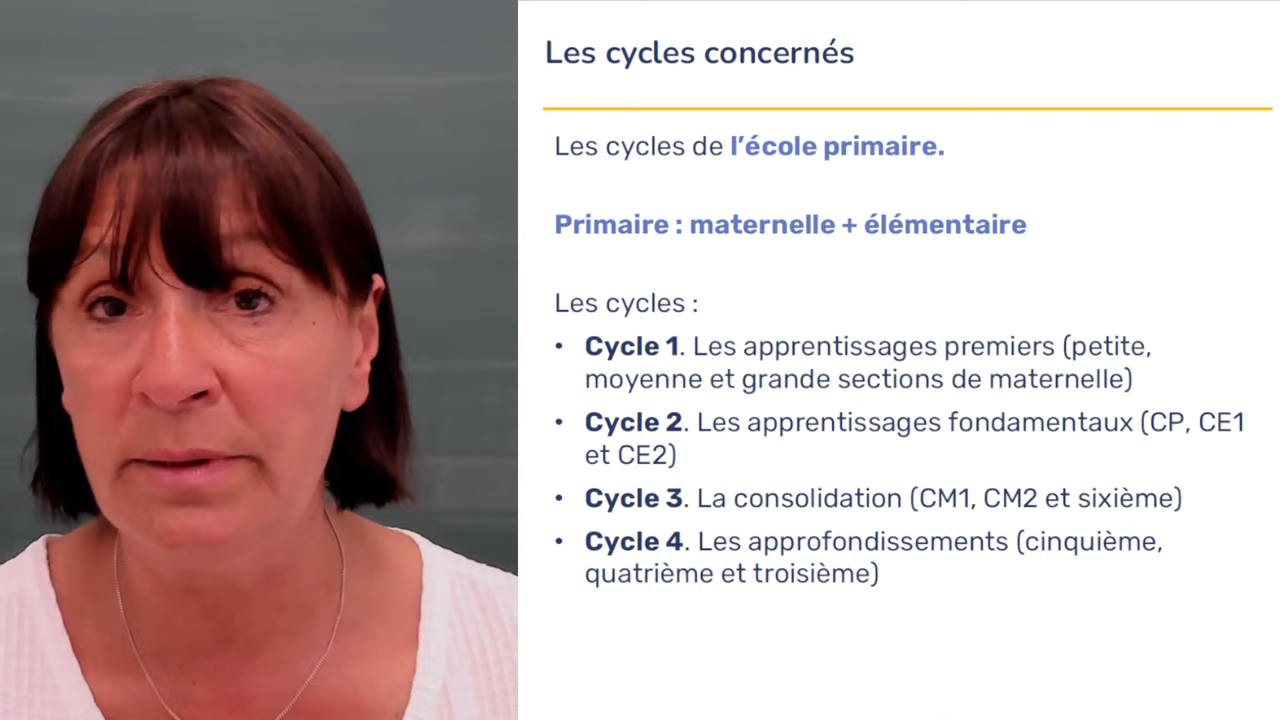 Les cycles concernés
Les cycles de l’école primaire.
Primaire : maternelle + élémentaire
Les cycles :
• Cycle 1. Les apprentissages premiers (petite,
moyenne et grande sections de maternelle)
• Cycle 2. Les apprentissages fondamentaux (CP, CE1
et CE2)
• Cycle 3. La consolidation (CM1, CM2 et sixième)
• Cycle 4. Les approfondissements (cinquième,
quatrième et troisième)